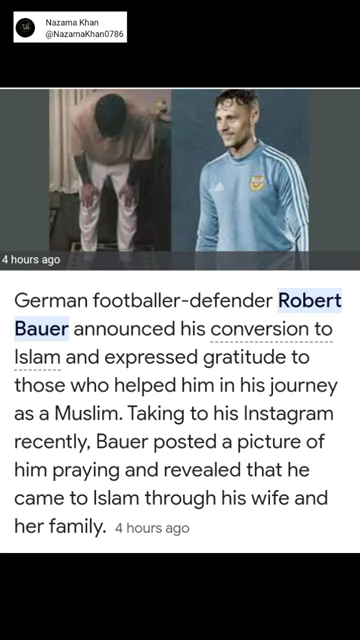 Nazama Khan
@NazamaKhan0786
4 hours ago
German footballer-defender Robert
Bauer announced his conversion to
Islam and expressed gratitude to
those who helped him in his journey
as a Muslim. Taking to his Instagram
recently, Bauer posted a picture of
him praying and revealed that he
came to Islam through his wife and
her family. 4 hours ago